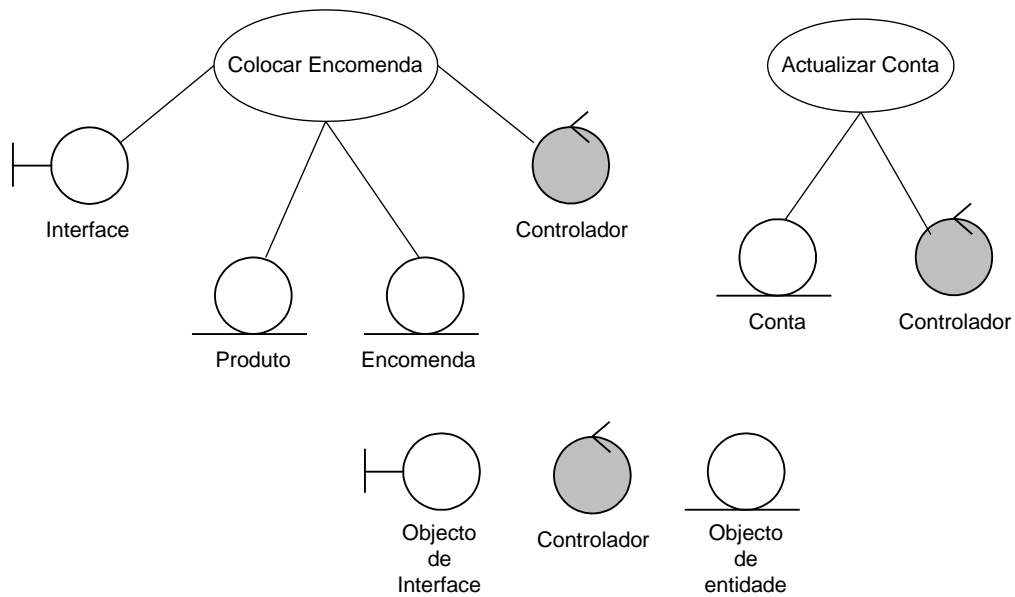 Colocar Encomenda
Actualizar Conta
Interface
Controlador
Produto
Encomenda
Conta
Controlador
Objecto
de
Interface
Controlador
Objecto
de
entidade